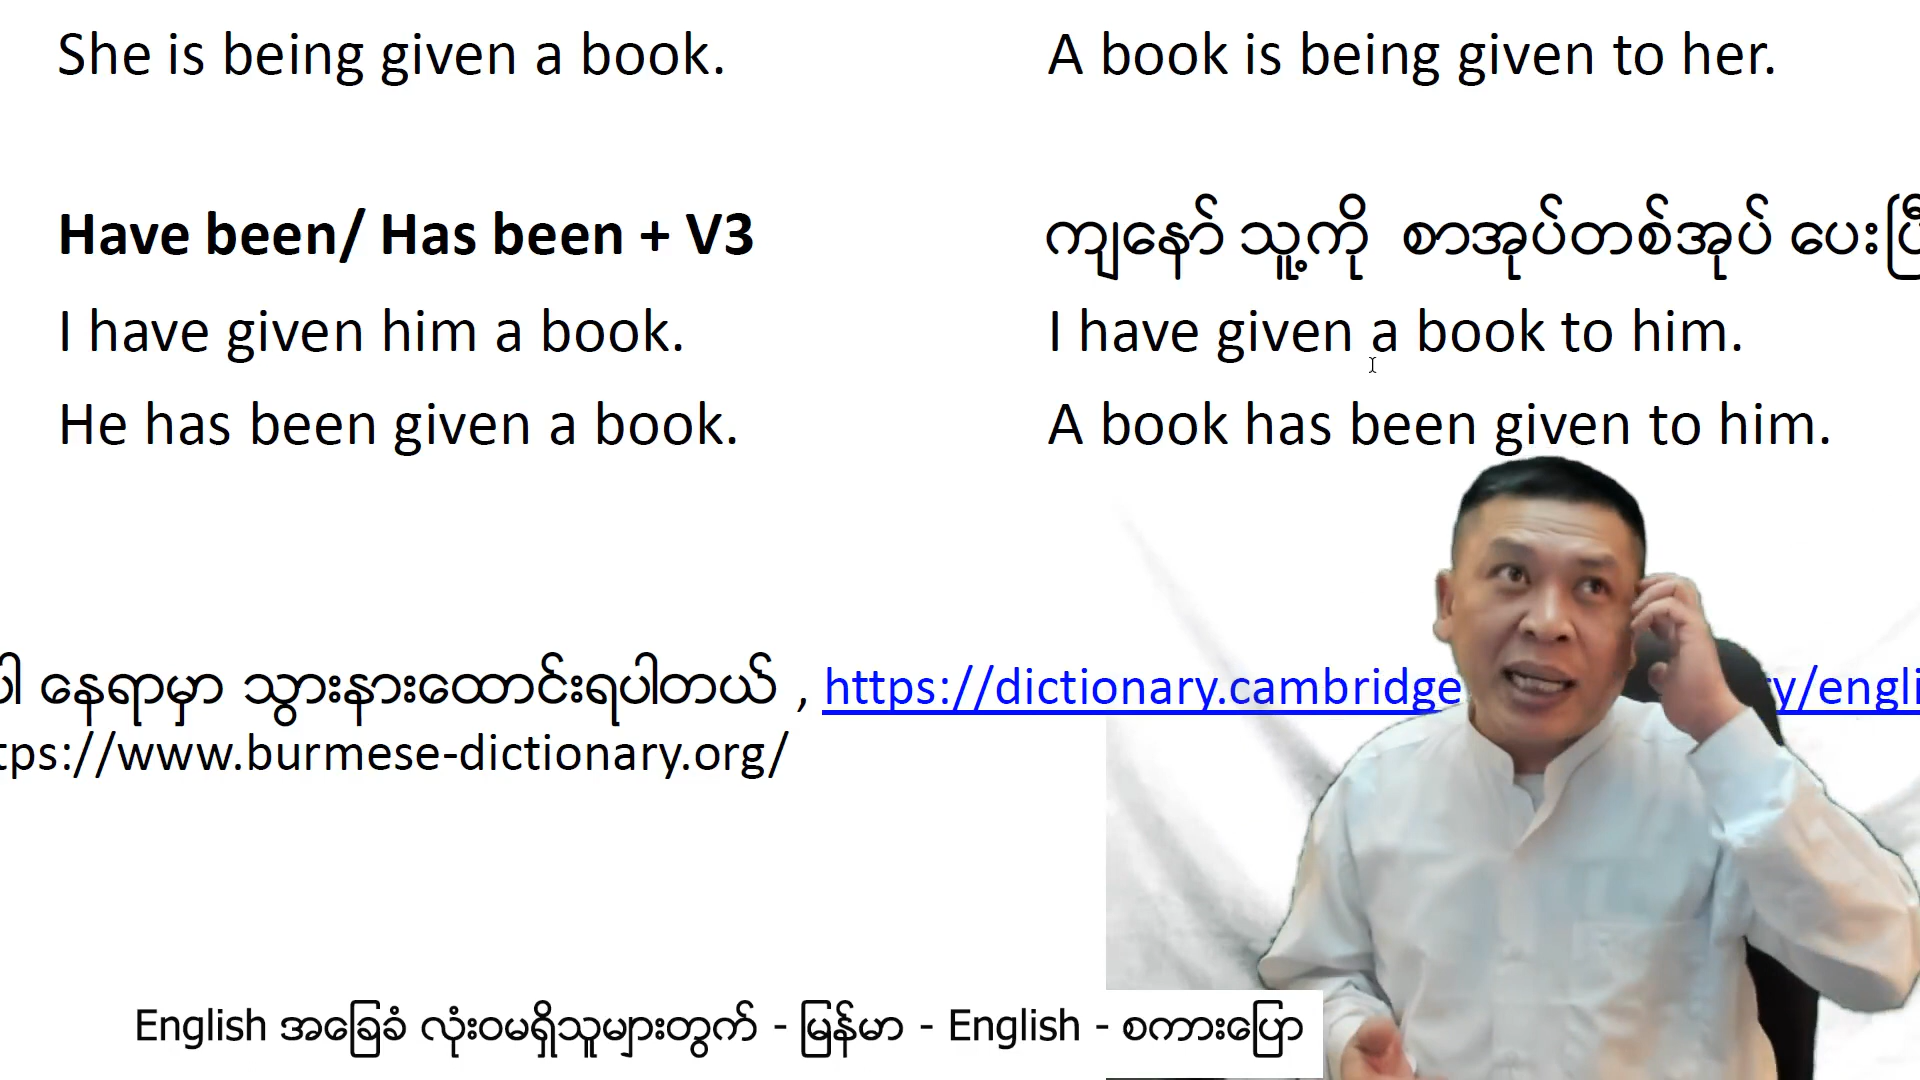 She is being given a book.
A book is being given to her.
Have been/ Has been + V3
ကျနော် သူ့ကို စာအုပ်တစ်အုပ် ပေးပြီ
I have given him a book.
I have given a book to him.
He has been given a book.
A book has been given to him.
ပါ နေရာမှာ သွားနားထောင်းရပါတယ် , https://dictionary.cambridge y/engli
tps://www.burmese-dictionary.org/
English အခြေခံ လုံးဝမရှိသူများတွက် - မြန်မာ - English - စကားပြော